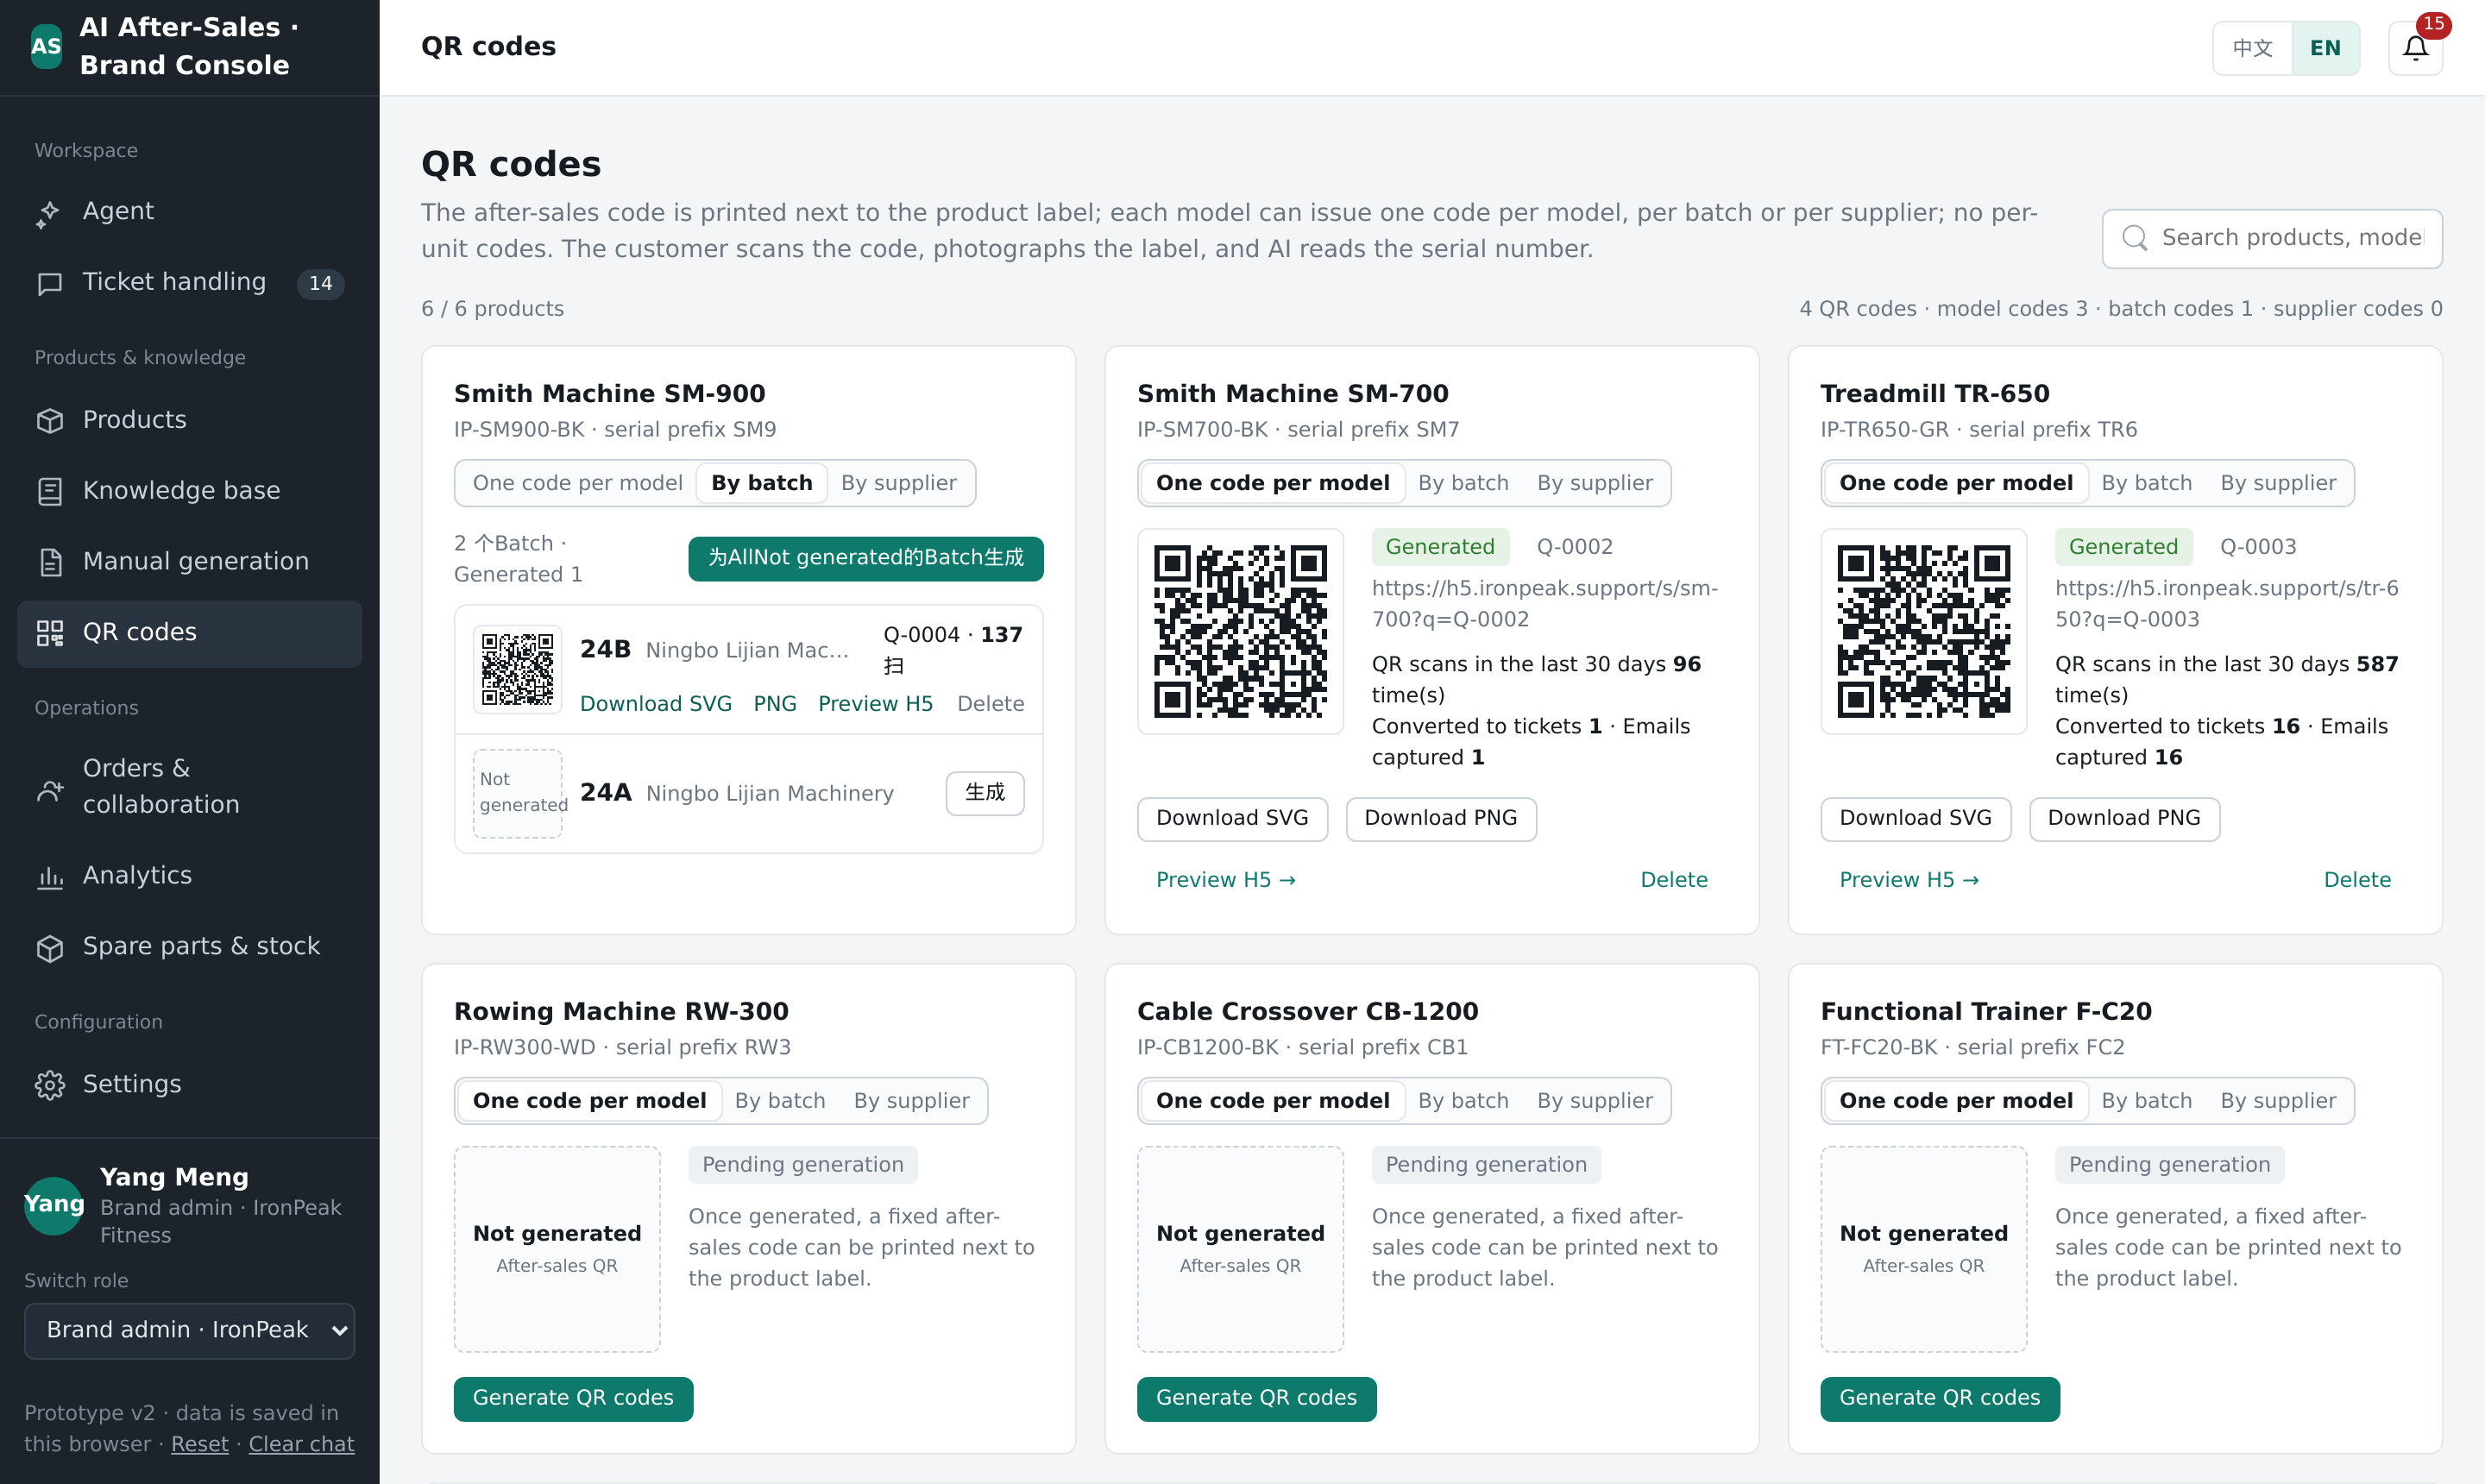 AS
AI After-Sales ·
Brand Console
Workspace
Agent
Ticket handling
14
Products & knowledge
Products
Knowledge base
Manual generation
QR codes
Operations
Orders &
collaboration
Analytics
Spare parts & stock
Configuration
Settings
Yang
Yang Meng
Brand admin · IronPeak
Fitness
Switch role
Brand admin · IronPeak
Prototype v2 · data is saved in
this browser · Reset · Clear chat
QR codes
中文
EN
15
QR codes
The after-sales code is printed next to the product label; each model can issue one code per model, per batch or per supplier; no per-
unit codes. The customer scans the code, photographs the label, and AI reads the serial number.
Search products, model
6 / 6 products
4 QR codes · model codes 3 · batch codes 1 · supplier codes 0
Smith Machine SM-900
IP-SM900-BK · serial prefix SM9
One code per model
By batch
By supplier
2 个Batch ·
Generated 1
为AllNot generated的Batch生成
24B Ningbo Lijian Mac...
Q-0004 · 137
扫
Download SVG
PNG
Preview H5
Delete
Not
generated
24A Ningbo Lijian Machinery
生成
Smith Machine SM-700
IP-SM700-BK · serial prefix SM7
One code per model
By batch
By supplier
Generated
Q-0002
https://h5.ironpeak.support/s/sm-
700?q=Q-0002
QR scans in the last 30 days 96
time(s)
Converted to tickets 1 · Emails
captured 1
Download SVG
Download PNG
Preview H5 →
Delete
Treadmill TR-650
IP-TR650-GR · serial prefix TR6
One code per model
By batch
By supplier
Generated
Q-0003
https://h5.ironpeak.support/s/tr-6
50?q=Q-0003
QR scans in the last 30 days 587
time(s)
Converted to tickets 16 · Emails
captured 16
Download SVG
Download PNG
Preview H5 →
Delete
Rowing Machine RW-300
IP-RW300-WD · serial prefix RW3
One code per model
By batch
By supplier
Not generated
After-sales QR
Pending generation
Once generated, a fixed after-
sales code can be printed next to
the product label.
Generate QR codes
Cable Crossover CB-1200
IP-CB1200-BK · serial prefix CB1
One code per model
By batch
By supplier
Not generated
After-sales QR
Pending generation
Once generated, a fixed after-
sales code can be printed next to
the product label.
Generate QR codes
Functional Trainer F-C20
FT-FC20-BK · serial prefix FC2
One code per model
By batch
By supplier
Not generated
After-sales QR
Pending generation
Once generated, a fixed after-
sales code can be printed next to
the product label.
Generate QR codes